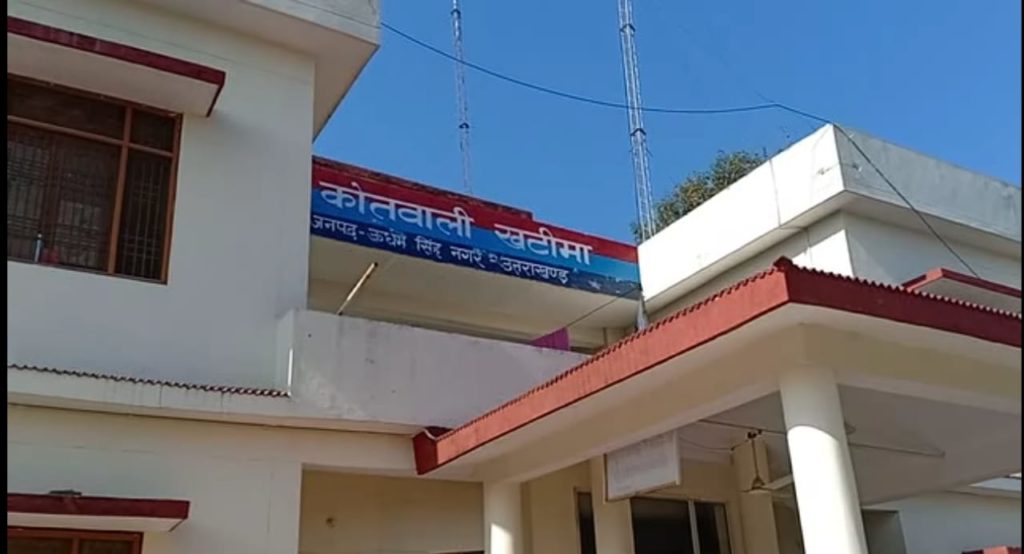 कोतवाली खटीमा
जनपद-ऊधम सिंह नगर उत्तराखण्ड